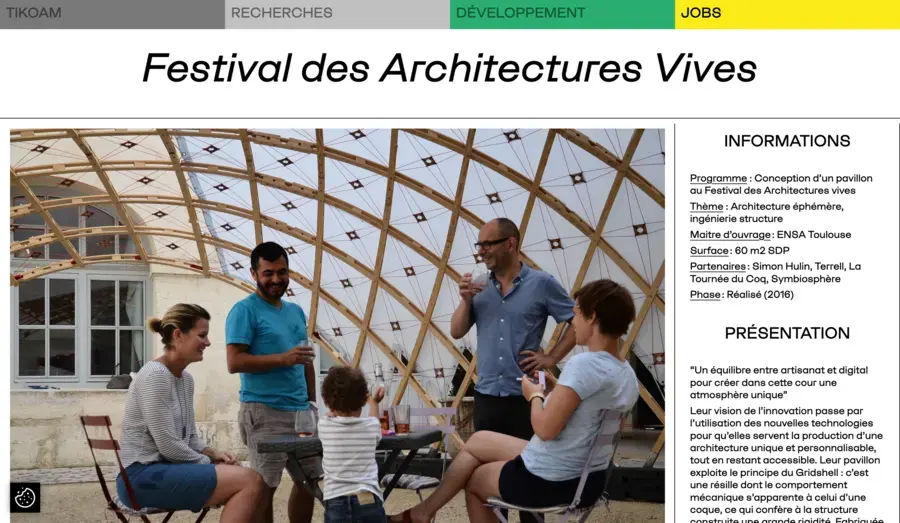 TIKOAM
RECHERCHES
DÉVELOPPEMENT
JOBS
Festival des Architectures Vives
INFORMATIONS
Programme : Conception d'un pavillon
au Festival des Architectures vives
Thème : Architecture éphémère,
ingénierie structure
Maitre d'ouvrage : ENSA Toulouse
Surface : 60 m2 SDP
Partenaires : Simon Hulin, Terrell, La
Tournée du Coq, Symbiosphère
Phase : Réalisé (2016)
PRÉSENTATION
"Un équilibre entre artisanat et digital
pour créer dans cette cour une
atmosphère unique"
Leur vision de l'innovation passe par
l'utilisation des nouvelles technologies
pour qu'elles servent la production d'une
architecture unique et personnalisable,
tout en restant accessible. Leur pavillon
exploite le principe du Gridshell : c'est
une résille dont le comportement
mécanique s'apparente à celui d'une
coque, ce qui confère à la structure
construite une grande rigidité. Fabriquée